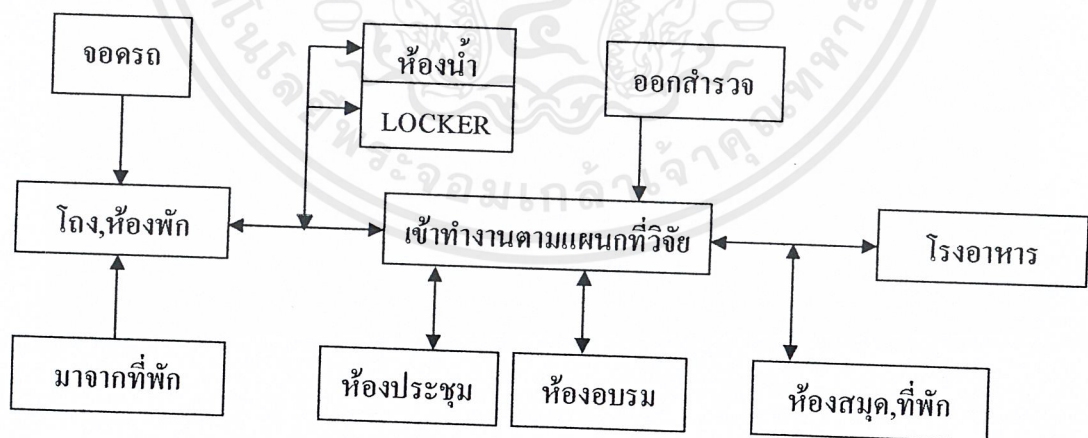 จอดรถ
ห้องน้ำ
LOCKER
ออกสำรวจ
โถง,ห้องพัก
เข้าทำงานตามแผนกที่วิจัย
โรงอาหาร
มาจากที่พัก
ห้องประชุม
ห้องอบรม
ห้องสมุด,ที่พัก